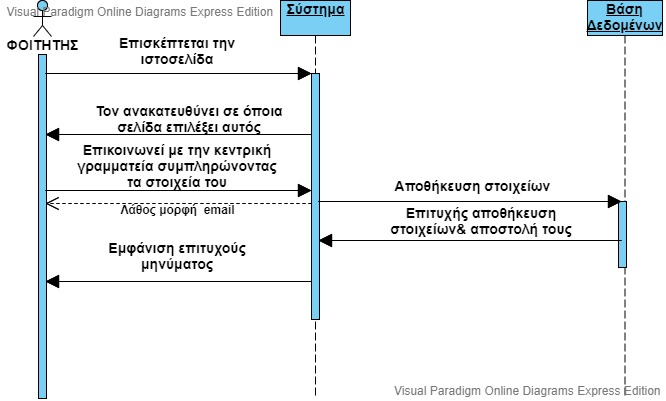 Visual Paradigm Online Diagrams Express Edition
Σύστημα
Βάση
Δεδομένων
ΦΟΙΤΗΤΗΣ
Επισκέπτεται την
ιστοσελίδα
Τον ανακατευθύνει σε όποια
σελίδα επιλέξει αυτός
Επικοινωνεί με την κεντρική
γραμματεία συμπληρώνοντας
τα στοιχεία του
Αποθήκευση στοιχείων
Λάθος μορφή email
Επιτυχής αποθήκευση
στοιχείων& αποστολή τους
Εμφάνιση επιτυχούς
μηνύματος
Visual Paradigm Online Diagrams Express Edition